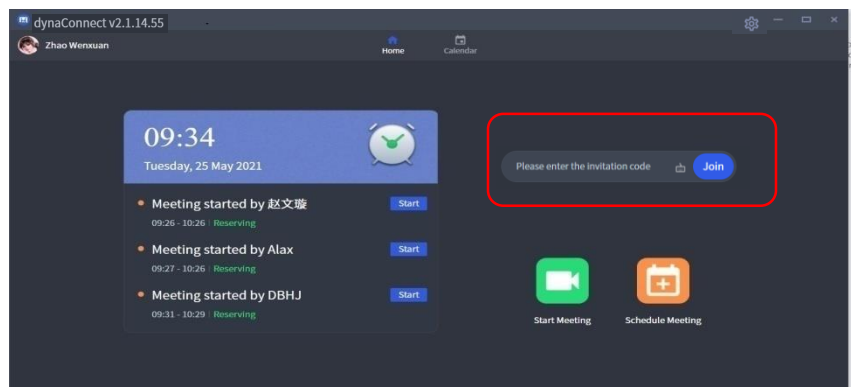 dynaConnect v2.1.14.55
Zhao Wenxuan
Home
Calendar
09:34
Tuesday, 25 May 2021
Meeting started by 赵文璇
Start
09:26 - 10:26 | Reserving
Meeting started by Alax
Start
09:27 - 10:26 | Reserving
Meeting started by DBHJ
Start
09:31 - 10:29 | Reserving
Please enter the invitation code
Join
Start Meeting
Schedule Meeting